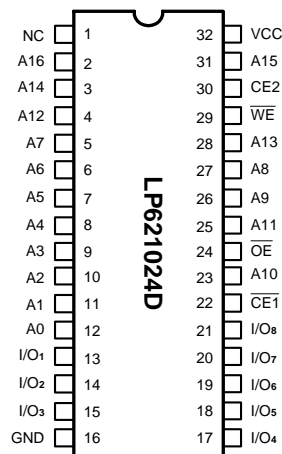 NC 1 32 VCC
A16 2 31 A15
A14 3 30 CE2
A12 4 29 W̅E̅
A7 5 28 A13
A6 6 27 A8
A5 7 26 A9
A4 8 25 A11
A3 9 24 O̅E̅
A2 10 23 A10
A1 11 22 C̅E̅1̅
A0 12 21 I/O₈
I/O₁ 13 20 I/O₇
I/O₂ 14 19 I/O₆
I/O₃ 15 18 I/O₅
GND 16 17 I/O₄
LP621024D